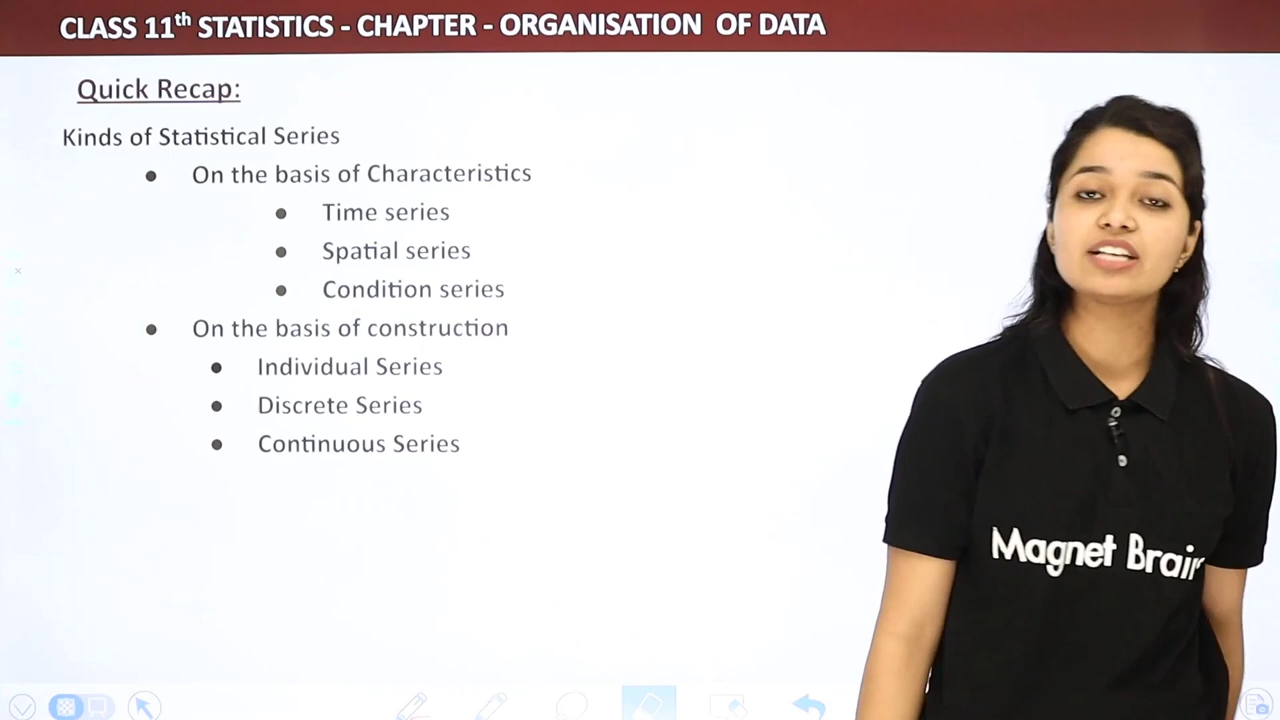 CLASS 11th STATISTICS - CHAPTER - ORGANISATION OF DATA
Quick Recap:
Kinds of Statistical Series
● On the basis of Characteristics
● Time series
● Spatial series
● Condition series
● On the basis of construction
● Individual Series
● Discrete Series
● Continuous Series
Magnet Brain